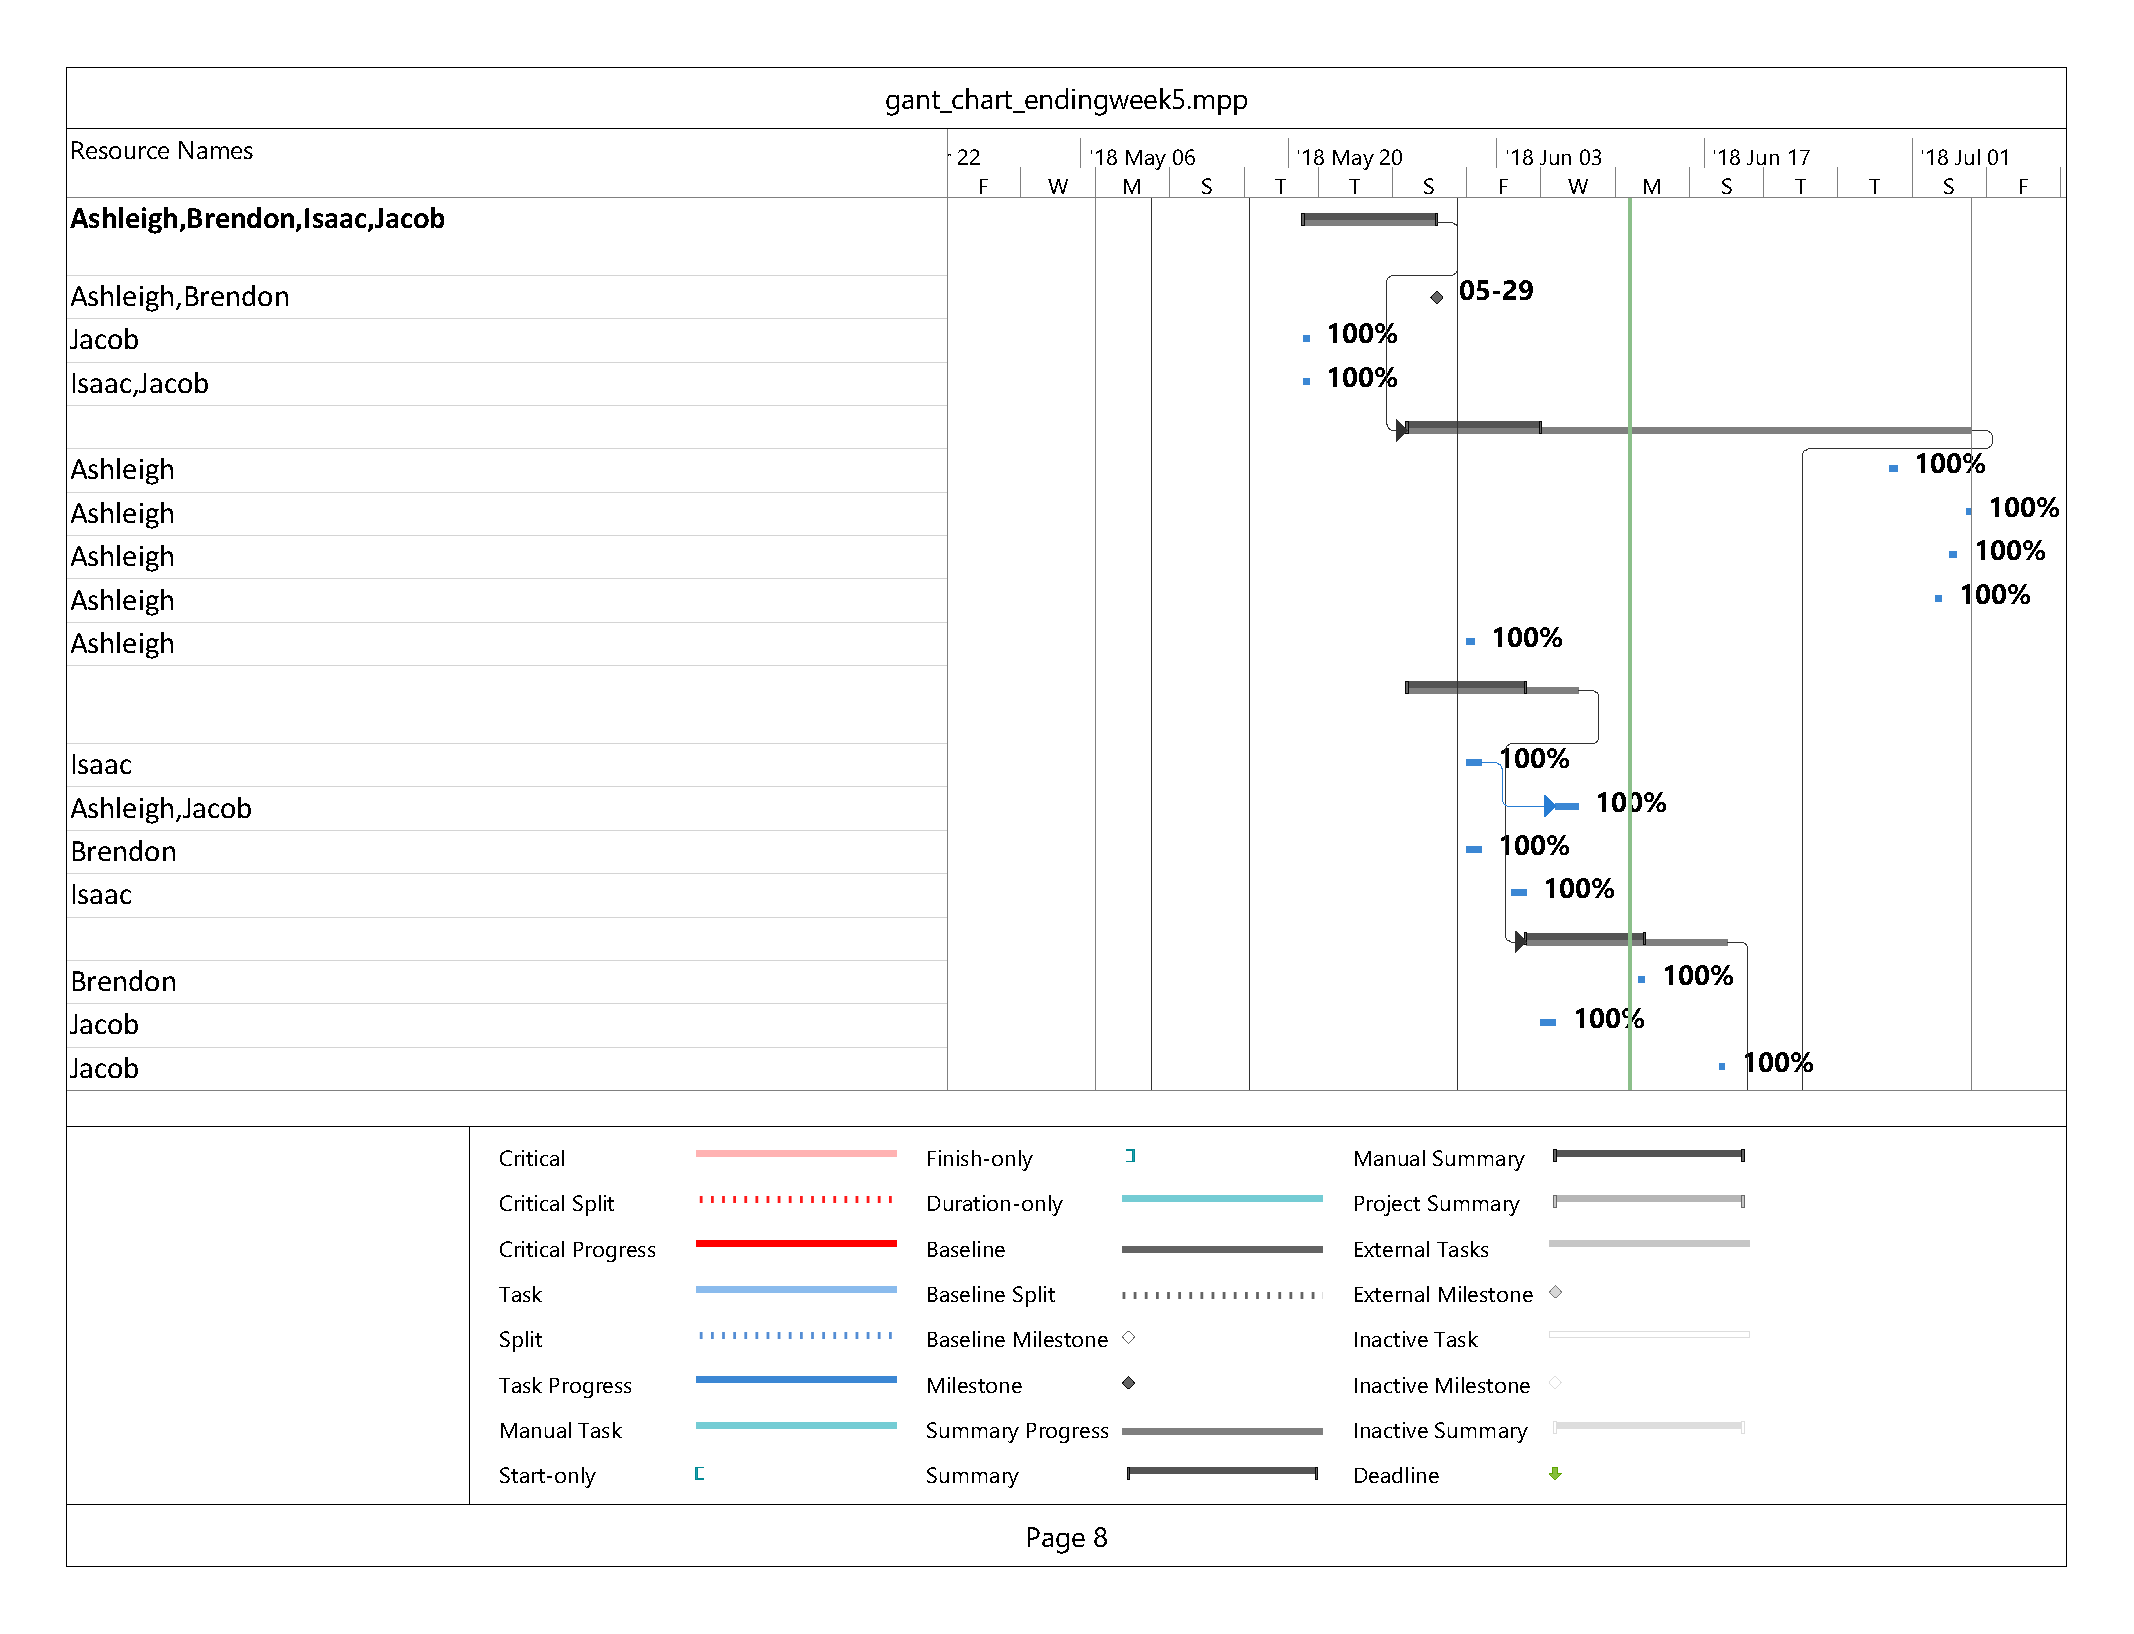 gant_chart_endingweek5.mpp
Resource Names
22 '18 May 06 '18 May 20 '18 Jun 03 '18 Jun 17 '18 Jul 01
F W M S T T S F W M S T T S F
Ashleigh,Brendon,Isaac,Jacob
Ashleigh,Brendon 05-29
Jacob 100%
Isaac,Jacob 100%
Ashleigh 100%
Ashleigh 100%
Ashleigh 100%
Ashleigh 100%
Ashleigh 100%
Isaac 100%
Ashleigh,Jacob 100%
Brendon 100%
Isaac 100%
Brendon 100%
Jacob 100%
Jacob 100%
Critical Finish-only Manual Summary
Critical Split Duration-only Project Summary
Critical Progress Baseline External Tasks
Task Baseline Split External Milestone
Split Baseline Milestone Inactive Task
Task Progress Milestone Inactive Milestone
Manual Task Summary Progress Inactive Summary
Start-only Summary Deadline
Page 8